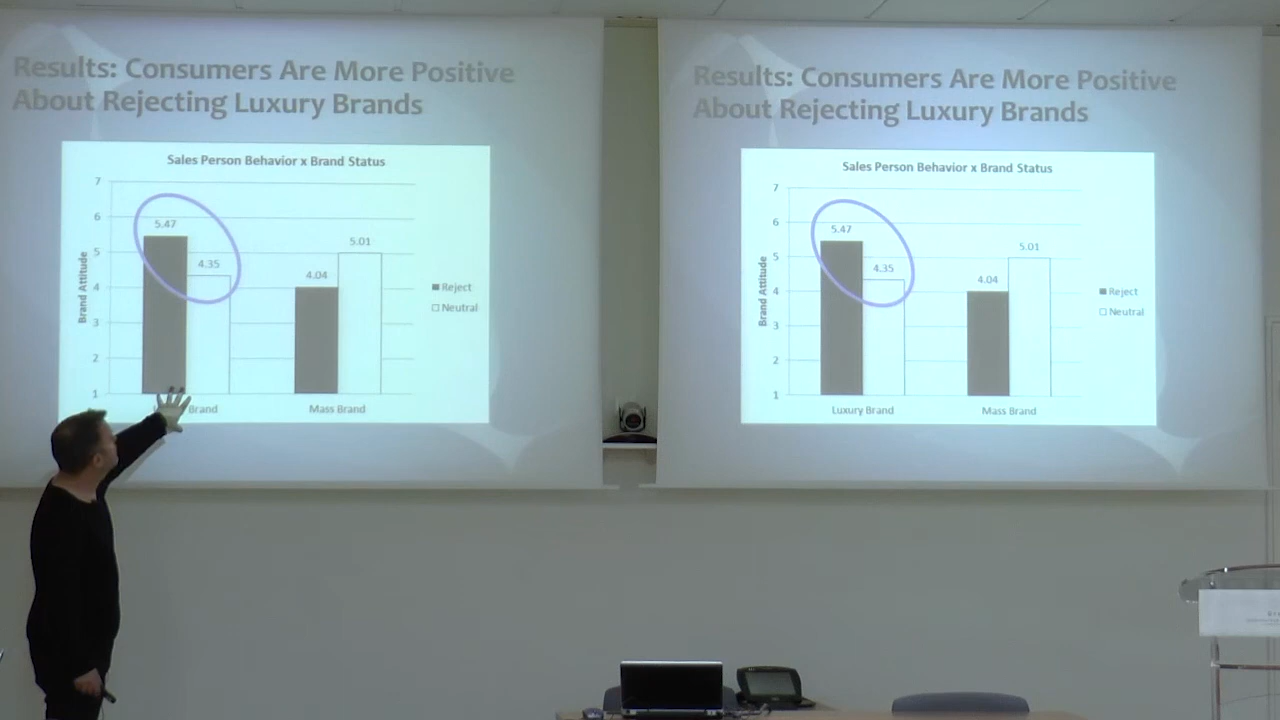 Results: Consumers Are More Positive
About Rejecting Luxury Brands
Sales Person Behavior x Brand Status
7
6
5
4
3
2
1
Brand Attitude
5.47
4.35
4.04
5.01
Reject
Neutral
Brand
Mass Brand
Results: Consumers Are More Positive
About Rejecting Luxury Brands
Sales Person Behavior x Brand Status
7
6
5
4
3
2
1
Brand Attitude
5.47
4.35
4.04
5.01
Reject
Neutral
Luxury Brand
Mass Brand